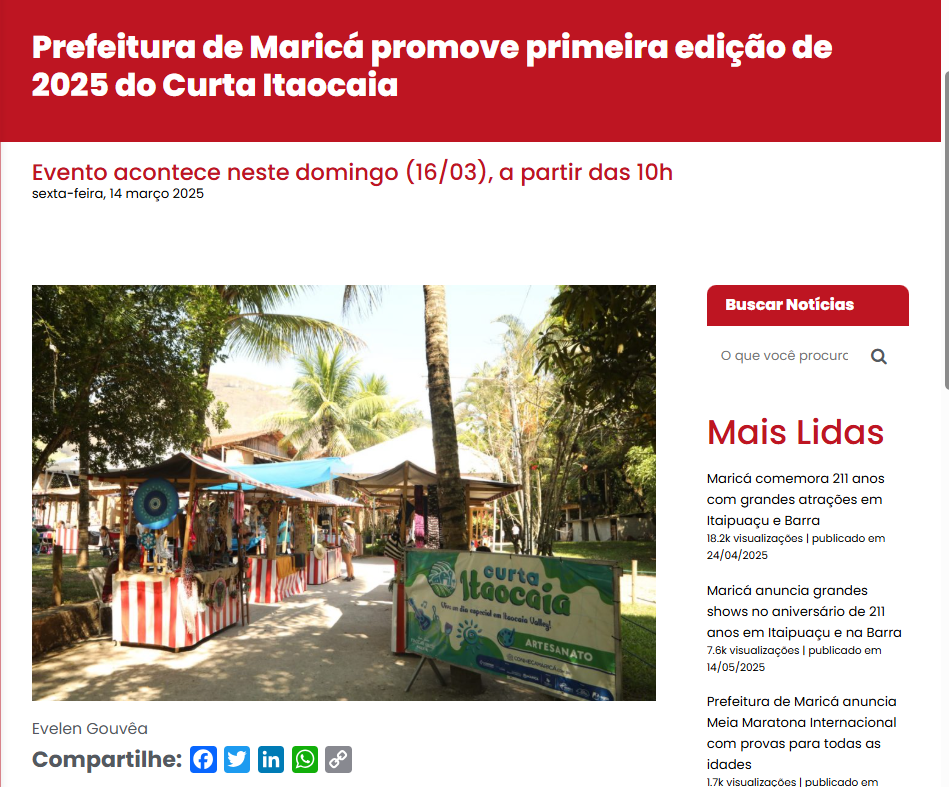 Prefeitura de Maricá promove primeira edição de
2025 do Curta Itaocaia
Evento acontece neste domingo (16/03), a partir das 10h
sexta-feira, 14 março 2025
curta
Itaocaia
Viva um dia especial em Itaocaia Valley!
ARTESANATO
Evelen Gouvêa
Compartilhe:
Buscar Notícias
O que você procurc
Mais Lidas
Maricá comemora 211 anos
com grandes atrações em
Itaipuaçu e Barra
18.2k visualizações | publicado em
24/04/2025
Maricá anuncia grandes
shows no aniversário de 211
anos em Itaipuaçu e na Barra
7.6k visualizações | publicado em
14/05/2025
Prefeitura de Maricá anuncia
Meia Maratona Internacional
com provas para todas as
idades
1.7k visualizações | publicado em